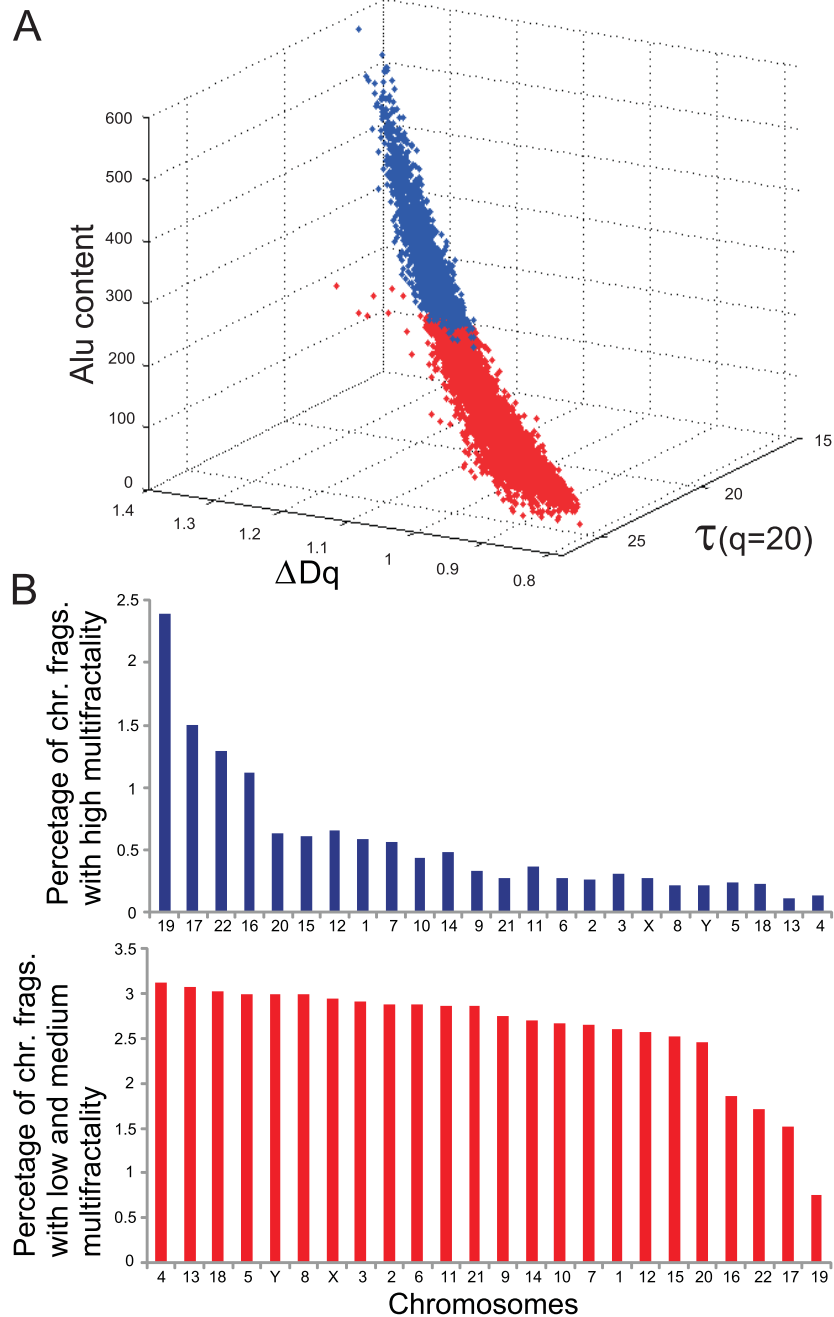 A
600
500
400
300
200
100
0
Alu content
1.4
1.3
1.2
1.1
1
0.9
0.8
ΔDq
15
20
25
τ(q=20)
B
Percetage of chr. frags.
with high multifractality
2.5
2
1.5
1
0.5
0
19 17 22 16 20 15 12 1 7 10 14 9 21 11 6 2 3 X 8 Y 5 18 13 4
Percetage of chr. frags.
with low and medium
multifractality
3.5
3
2.5
2
1.5
1
0.5
0
4 13 18 5 Y 8 X 3 2 6 11 21 9 14 10 7 1 12 15 20 16 22 17 19
Chromosomes